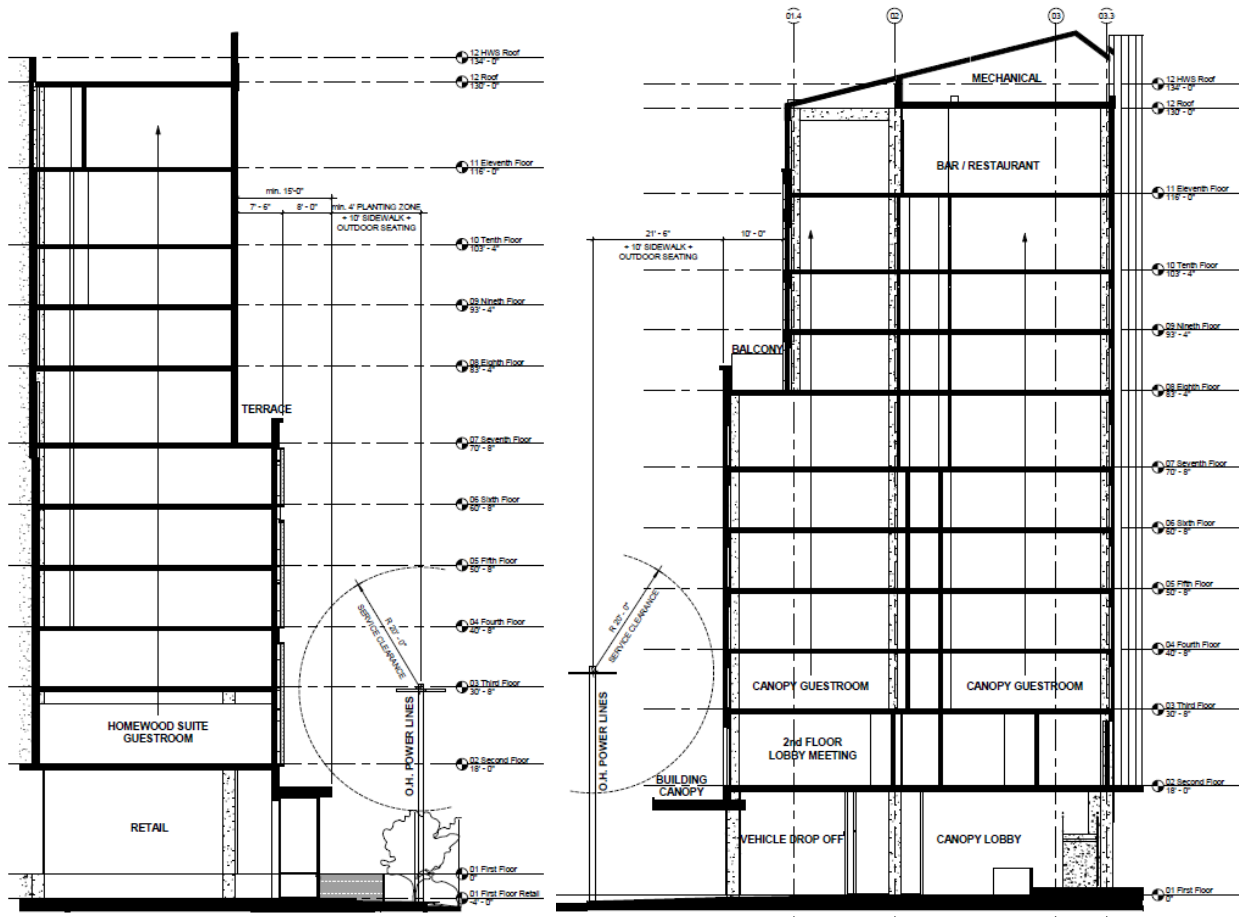 12 HWS Roof
134' - 0"
12 Roof
130' - 0"
11 Eleventh Floor
116' - 0"
min. 15'-0"
7' - 6"
8' - 0"
min. 4' PLANTING ZONE
+ 10' SIDEWALK +
OUTDOOR SEATING
10 Tenth Floor
103' - 4"
09 Nineth Floor
93' - 4"
08 Eighth Floor
83' - 4"
TERRACE
07 Seventh Floor
70' - 8"
06 Sixth Floor
60' - 8"
05 Fifth Floor
50' - 8"
R 20' - 0"
SERVICE CLEARANCE
04 Fourth Floor
40' - 8"
03 Third Floor
30' - 8"
HOMEWOOD SUITE
GUESTROOM
O.H. POWER LINES
02 Second Floor
18' - 0"
RETAIL
01 First Floor
0"
01 First Floor Retail
-4' - 0"
01.4
02
03
03.3
MECHANICAL
12 HWS Roof
134' - 0"
12 Roof
130' - 0"
BAR / RESTAURANT
11 Eleventh Floor
116' - 0"
21' - 6"
10' - 0"
+ 10' SIDEWALK +
OUTDOOR SEATING
10 Tenth Floor
103' - 4"
09 Nineth Floor
93' - 4"
BALCONY
08 Eighth Floor
83' - 4"
07 Seventh Floor
70' - 8"
06 Sixth Floor
60' - 8"
05 Fifth Floor
50' - 8"
R 20' - 0"
SERVICE CLEARANCE
04 Fourth Floor
40' - 8"
CANOPY GUESTROOM
CANOPY GUESTROOM
03 Third Floor
30' - 8"
O.H. POWER LINES
2nd FLOOR
LOBBY MEETING
BUILDING
CANOPY
02 Second Floor
18' - 0"
VEHICLE DROP OFF
CANOPY LOBBY
01 First Floor
0"